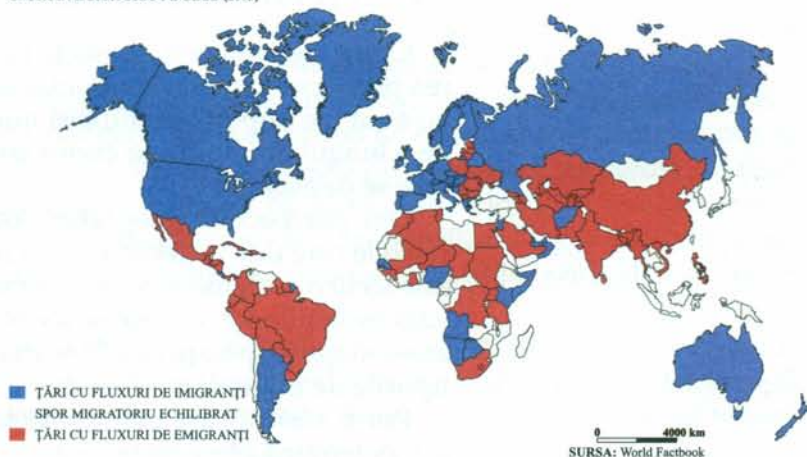 ȚĂRI CU FLUXURI DE IMIGRANȚI
SPOR MIGRATORIU ECHILIBRAT
ȚĂRI CU FLUXURI DE EMIGRANȚI
0 4000 km
SURSA: World Factbook